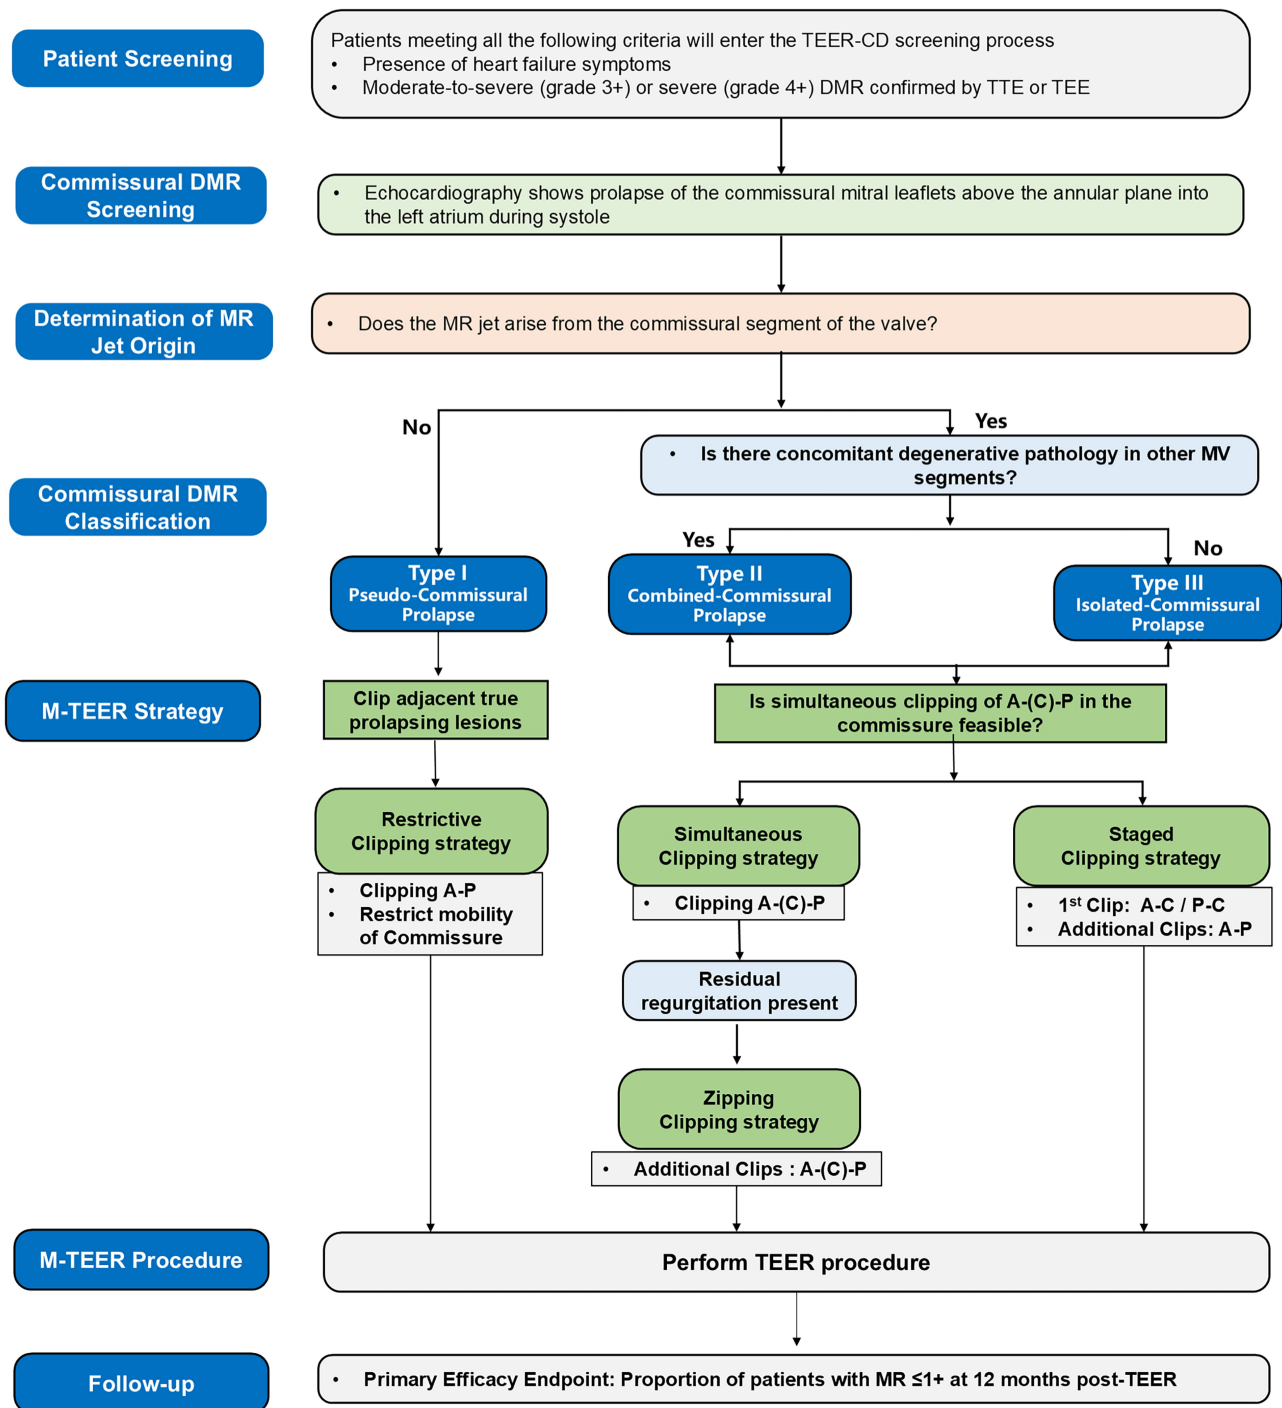 Patient Screening
Patients meeting all the following criteria will enter the TEER-CD screening process
• Presence of heart failure symptoms
• Moderate-to-severe (grade 3+) or severe (grade 4+) DMR confirmed by TTE or TEE
Commissural DMR
Screening
• Echocardiography shows prolapse of the commissural mitral leaflets above the annular plane into
the left atrium during systole
Determination of MR
Jet Origin
• Does the MR jet arise from the commissural segment of the valve?
No
Yes
• Is there concomitant degenerative pathology in other MV
segments?
Commissural DMR
Classification
Yes
No
Type I
Pseudo-Commissural
Prolapse
Type II
Combined-Commissural
Prolapse
Type III
Isolated-Commissural
Prolapse
M-TEER Strategy
Clip adjacent true
prolapsing lesions
Is simultaneous clipping of A-(C)-P in the
commissure feasible?
Restrictive
Clipping strategy
• Clipping A-P
• Restrict mobility
of Commissure
Simultaneous
Clipping strategy
• Clipping A-(C)-P
Staged
Clipping strategy
• 1st Clip: A-C / P-C
• Additional Clips: A-P
Residual
regurgitation present
Zipping
Clipping strategy
• Additional Clips : A-(C)-P
M-TEER Procedure
Perform TEER procedure
Follow-up
• Primary Efficacy Endpoint: Proportion of patients with MR ≤1+ at 12 months post-TEER